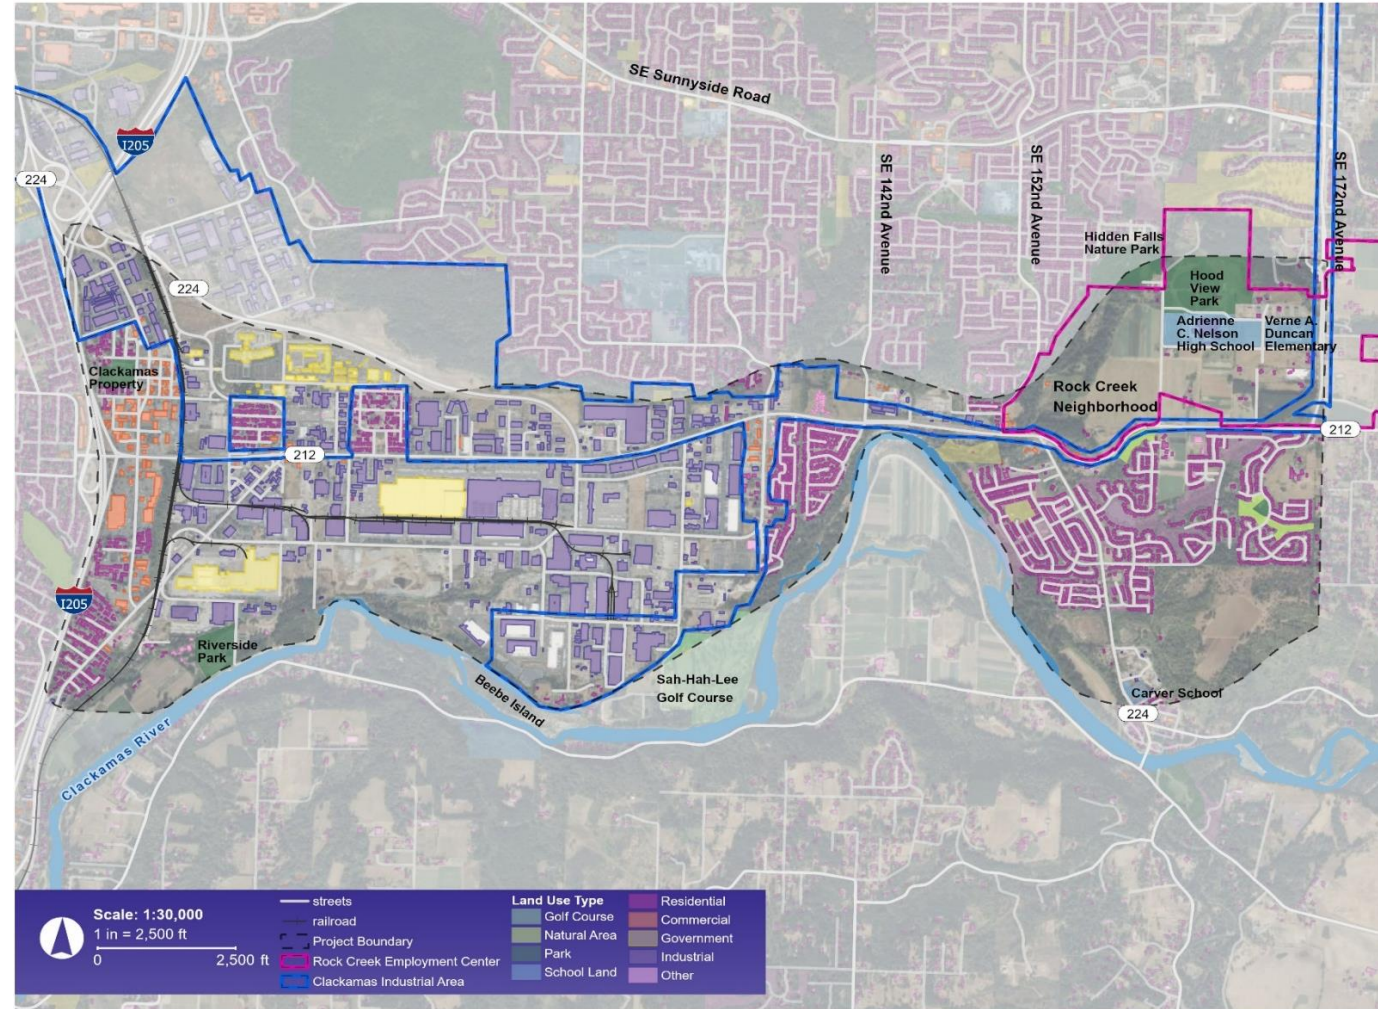 SE Sunnyside Road
I205
224
SE 142nd Avenue
SE 152nd Avenue
SE 172nd Avenue
Hidden Falls
Nature Park
Hood
View
Park
224
Adrienne
C. Nelson
High School
Verne A.
Duncan
Elementary
Clackamas
Property
Rock Creek
Neighborhood
212
212
I205
Riverside
Park
Beebe Island
Sah-Hah-Lee
Golf Course
Carver School
224
Clackamas River
Scale: 1:30,000
1 in = 2,500 ft
0 2,500 ft
streets
railroad
Project Boundary
Rock Creek Employment Center
Clackamas Industrial Area
Land Use Type
Golf Course
Natural Area
Park
School Land
Residential
Commercial
Government
Industrial
Other